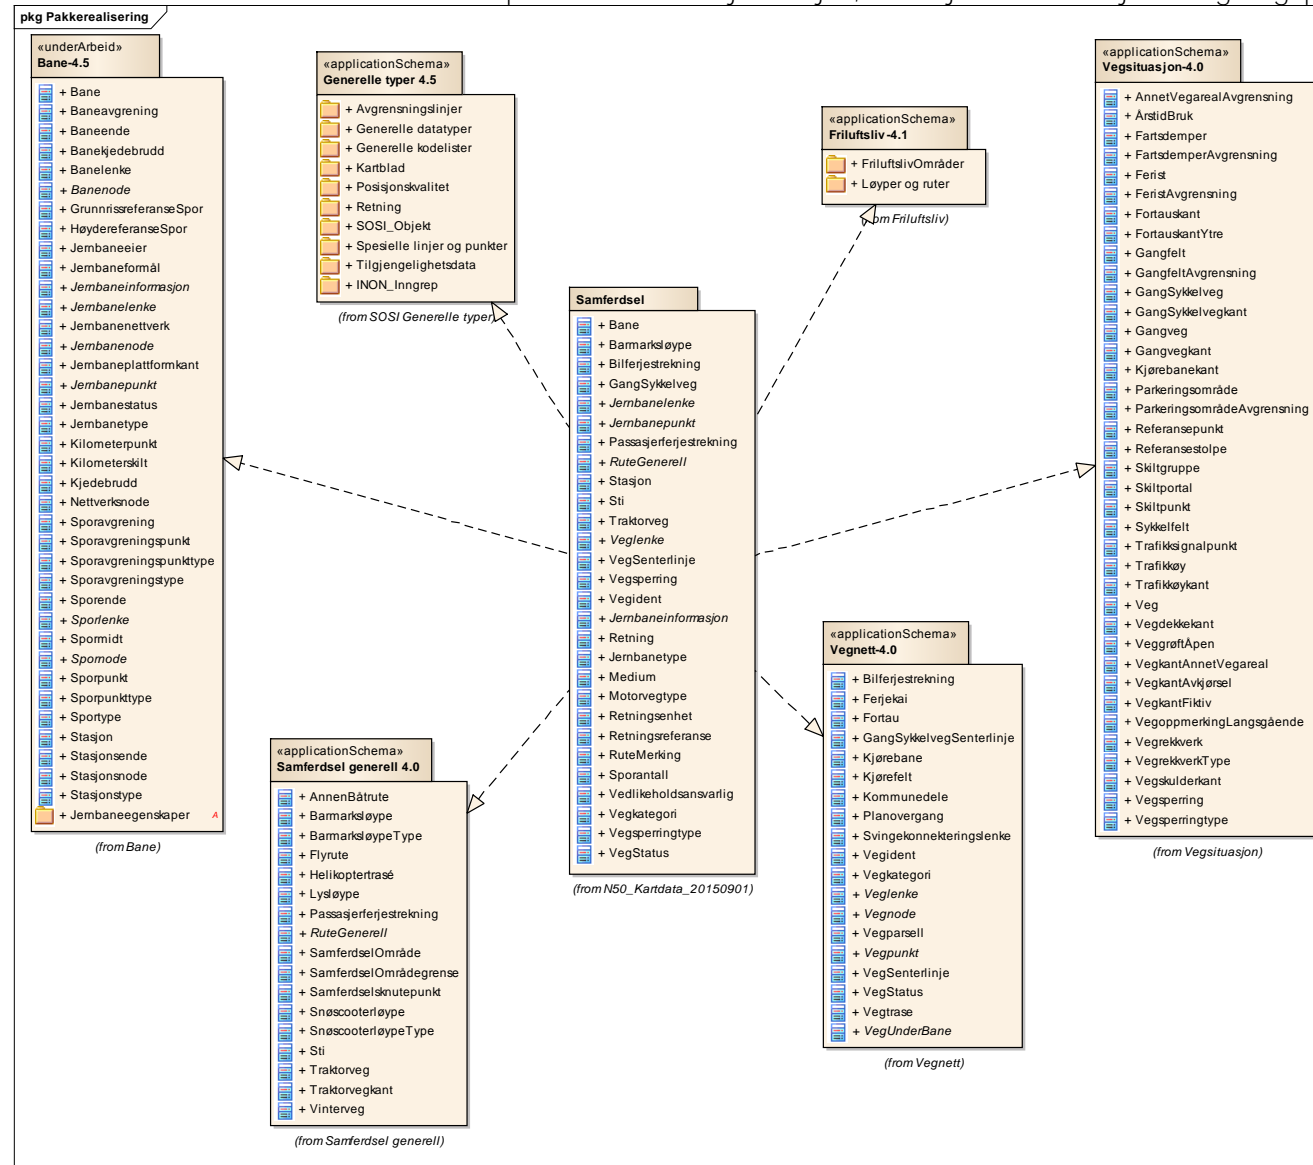 pkg Pakkerealisering
«underArbeid»
Bane-4.5
+ Bane
+ Baneavgrening
+ Baneende
+ Banekjedebrudd
+ Banelenke
+ Banenode
+ GrunnrissreferanseSpor
+ HøydereferanseSpor
+ Jernbaneeier
+ Jernbaneformål
+ Jernbaneinformasjon
+ Jernbanelenke
+ Jernbanenettverk
+ Jernbanenode
+ Jernbaneplattformkant
+ Jernbanepunkt
+ Jernbanestatus
+ Jernbanetype
+ Kilometerpunkt
+ Kilometerskilt
+ Kjedebrudd
+ Nettverksnode
+ Sporavgrening
+ Sporavgreningspunkt
+ Sporavgreningspunkttype
+ Sporavgreningstype
+ Sporende
+ Sporlenke
+ Spormidt
+ Spornode
+ Sporpunkt
+ Sporpunkttype
+ Sportype
+ Stasjon
+ Stasjonsende
+ Stasjonsnode
+ Stasjonstype
+ Jernbaneegenskaper A
(from Bane)
«applicationSchema»
Generelle typer 4.5
+ Avgrensningslinjer
+ Generelle datatyper
+ Generelle kodelister
+ Kartblad
+ Posisjonskvalitet
+ Retning
+ SOSI_Objekt
+ Spesielle linjer og punkter
+ Tilgjengelighetsdata
+ INON_Inngrep
(from SOSI Generelle typer)
«applicationSchema»
Friluftsliv-4.1
+ FriluftslivOmråder
+ Løyper og ruter
(from Friluftsliv)
«applicationSchema»
Vegsituasjon-4.0
+ AnnetVegarealAvgrensning
+ ÅrstidBruk
+ Fartsdemper
+ FartsdemperAvgrensning
+ Ferist
+ FeristAvgrensning
+ Fortauskant
+ FortauskantYtre
+ Gangfelt
+ GangfeltAvgrensning
+ GangSykkelveg
+ GangSykkelvegkant
+ Gangveg
+ Gangvegkant
+ Kjørebanekant
+ Parkeringsområde
+ ParkeringsområdeAvgrensning
+ Referansepunkt
+ Referansestolpe
+ Skiltgruppe
+ Skiltportal
+ Skiltpunkt
+ Sykkelfelt
+ Trafikksignalpunkt
+ Trafikkøy
+ Trafikkøykant
+ Veg
+ Vegdekkekant
+ VeggrøftÅpen
+ VegkantAnnetVegareal
+ VegkantAvkjørsel
+ VegkantFiktiv
+ VegoppmerkingLangsgående
+ Vegrekkverk
+ VegrekkverkType
+ Vegskulderkant
+ Vegsperring
+ Vegsperringtype
(from Vegsituasjon)
Samferdsel
+ Bane
+ Barmarksløype
+ Bilferjestrekning
+ GangSykkelveg
+ Jernbanelenke
+ Jernbanepunkt
+ Passasjerferjestrekning
+ RuteGenerell
+ Stasjon
+ Sti
+ Traktorveg
+ Veglenke
+ VegSenterlinje
+ Vegsperring
+ Vegident
+ Jernbaneinformasjon
+ Retning
+ Jernbanetype
+ Medium
+ Motorvegtype
+ Retningsenhet
+ Retningsreferanse
+ RuteMerking
+ Sporantall
+ Vedlikeholdsansvarlig
+ Vegkategori
+ Vegsperringtype
+ VegStatus
(from N50_Kartdata_20150901)
«applicationSchema»
Vegnett-4.0
+ Bilferjestrekning
+ Ferjekai
+ Fortau
+ GangSykkelvegSenterlinje
+ Kjørebane
+ Kjørefelt
+ Kommunedele
+ Planovergang
+ Svingekonnekteringslenke
+ Vegident
+ Vegkategori
+ Veglenke
+ Vegnode
+ Vegparsell
+ Vegpunkt
+ VegSenterlinje
+ VegStatus
+ Vegtrase
+ VegUnderBane
(from Vegnett)
«applicationSchema»
Samferdsel generell 4.0
+ AnnenBåtrute
+ Barmarksløype
+ BarmarksløypeType
+ Flyrute
+ Helikoptertrasé
+ Lysløype
+ Passasjerferjestrekning
+ RuteGenerell
+ SamferdselOmråde
+ SamferdselOmrådegrense
+ Samferdselsknutepunkt
+ Snøscooterløype
+ SnøscooterløypeType
+ Sti
+ Traktorveg
+ Traktorvegkant
+ Vinterveg
(from Samferdsel generell)